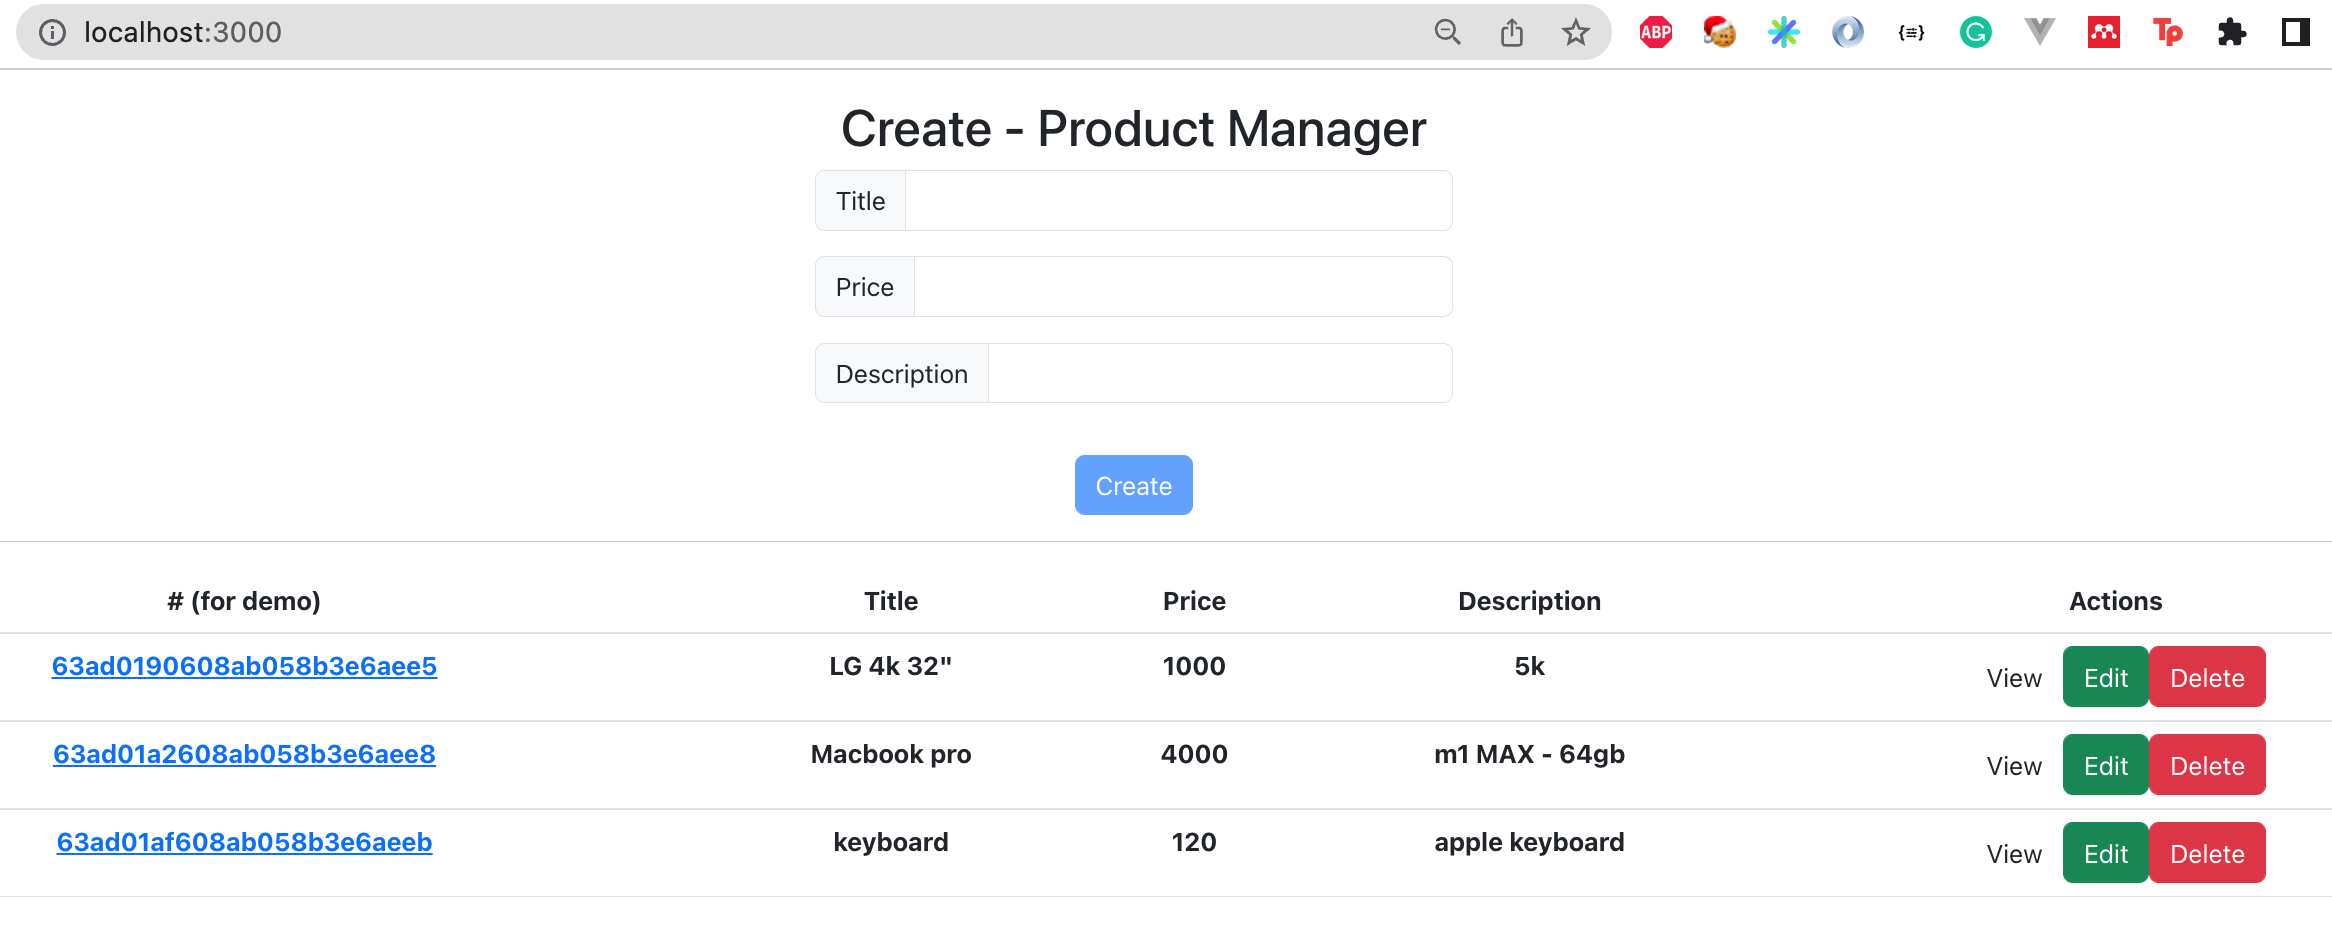 localhost:3000
ABP
{≡}
G
Tp
Create - Product Manager
Title
Price
Description
Create
# (for demo) Title Price Description Actions
63ad0190608ab058b3e6aee5 LG 4k 32" 1000 5k View Edit Delete
63ad01a2608ab058b3e6aee8 Macbook pro 4000 m1 MAX - 64gb View Edit Delete
63ad01af608ab058b3e6aeeb keyboard 120 apple keyboard View Edit Delete